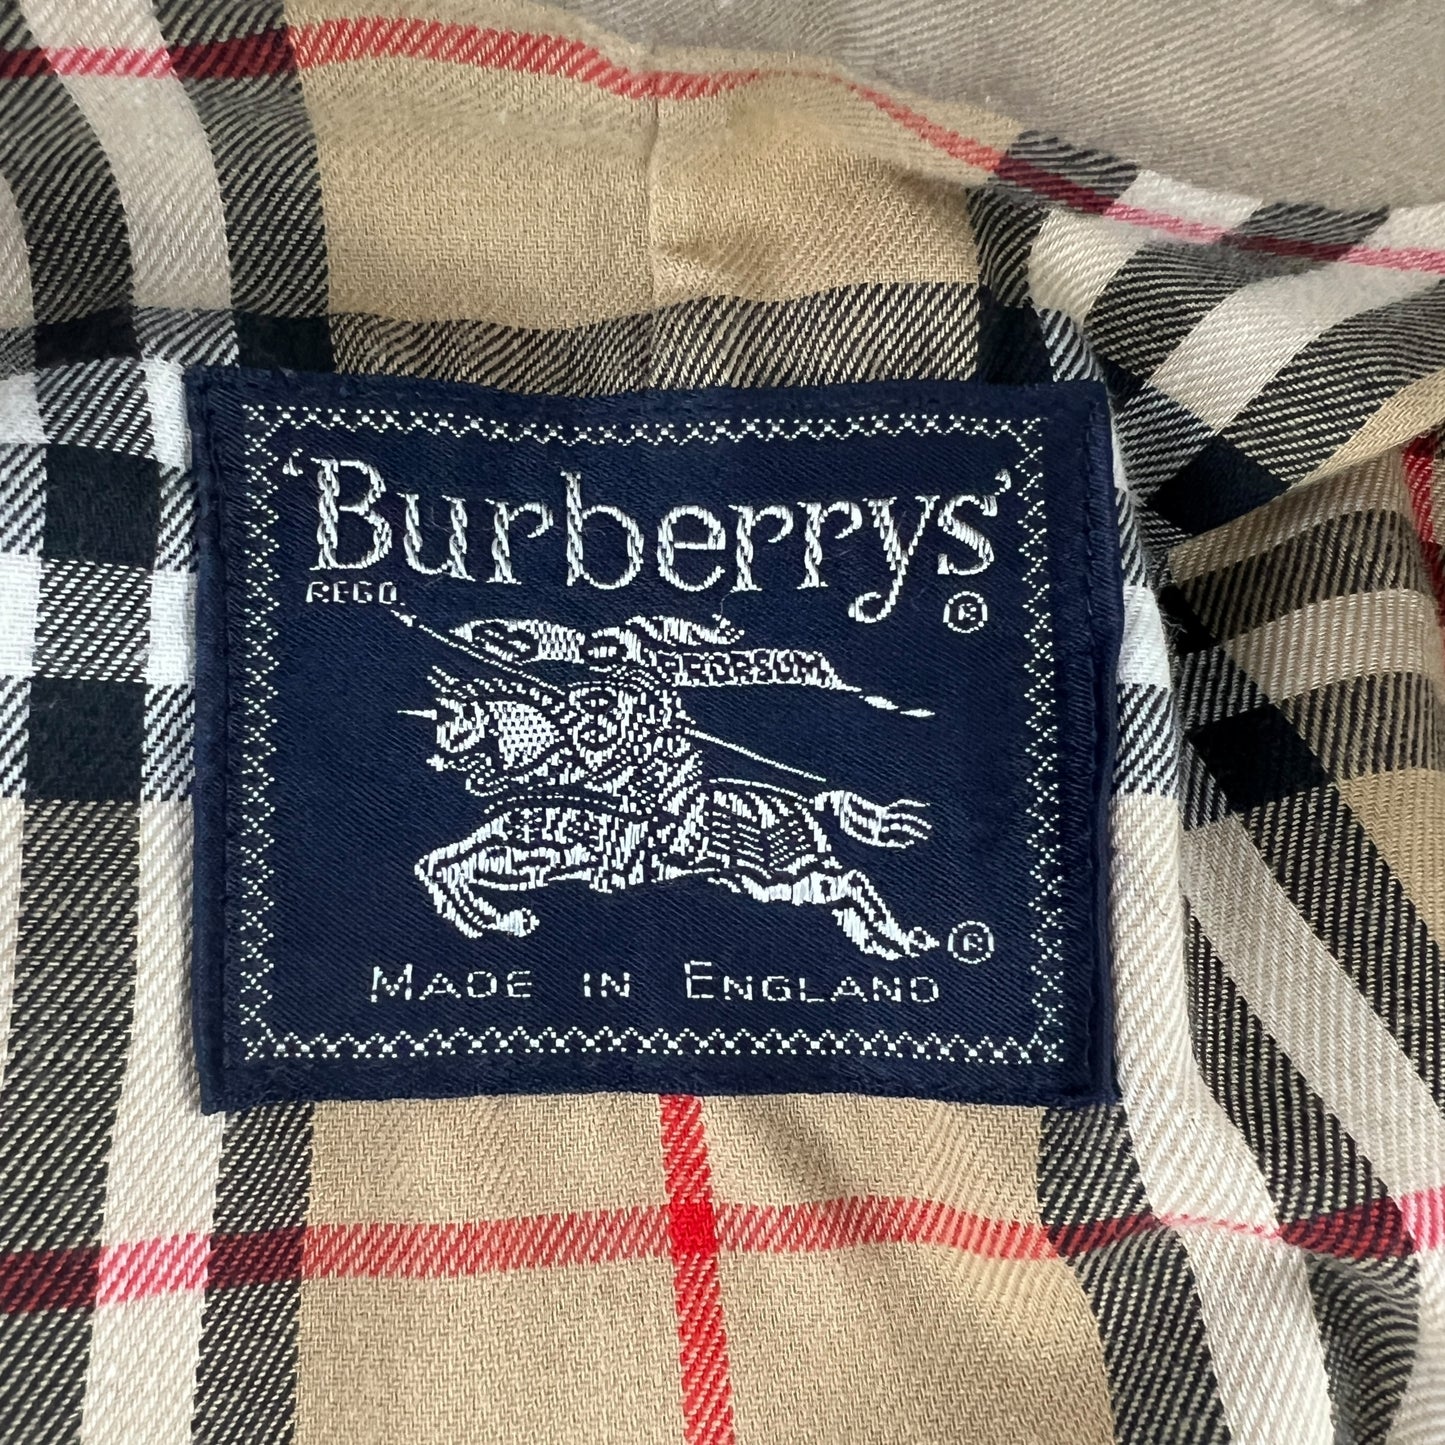 'Burberrys'
REGD ®
PRORSUM
®
MADE IN ENGLAND